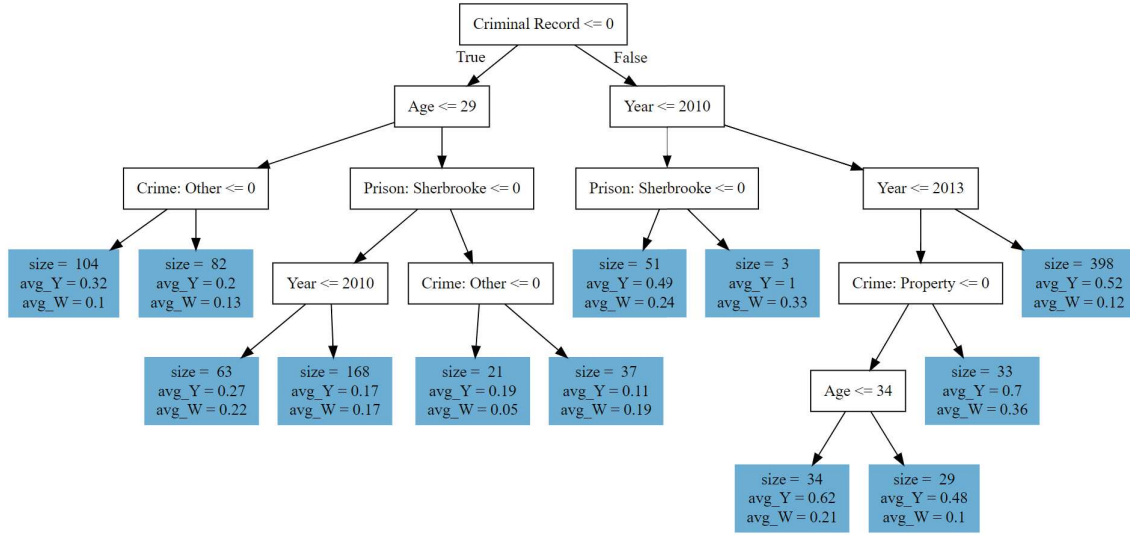 Criminal Record <= 0
True
False
Age <= 29
Year <= 2010
Crime: Other <= 0
Prison: Sherbrooke <= 0
Prison: Sherbrooke <= 0
Year <= 2013
size = 104
avg_Y = 0.32
avg_W = 0.1
size = 82
avg_Y = 0.2
avg_W = 0.13
Year <= 2010
Crime: Other <= 0
size = 51
avg_Y = 0.49
avg_W = 0.24
size = 3
avg_Y = 1
avg_W = 0.33
Crime: Property <= 0
size = 398
avg_Y = 0.52
avg_W = 0.12
size = 63
avg_Y = 0.27
avg_W = 0.22
size = 168
avg_Y = 0.17
avg_W = 0.17
size = 21
avg_Y = 0.19
avg_W = 0.05
size = 37
avg_Y = 0.11
avg_W = 0.19
Age <= 34
size = 33
avg_Y = 0.7
avg_W = 0.36
size = 34
avg_Y = 0.62
avg_W = 0.21
size = 29
avg_Y = 0.48
avg_W = 0.1